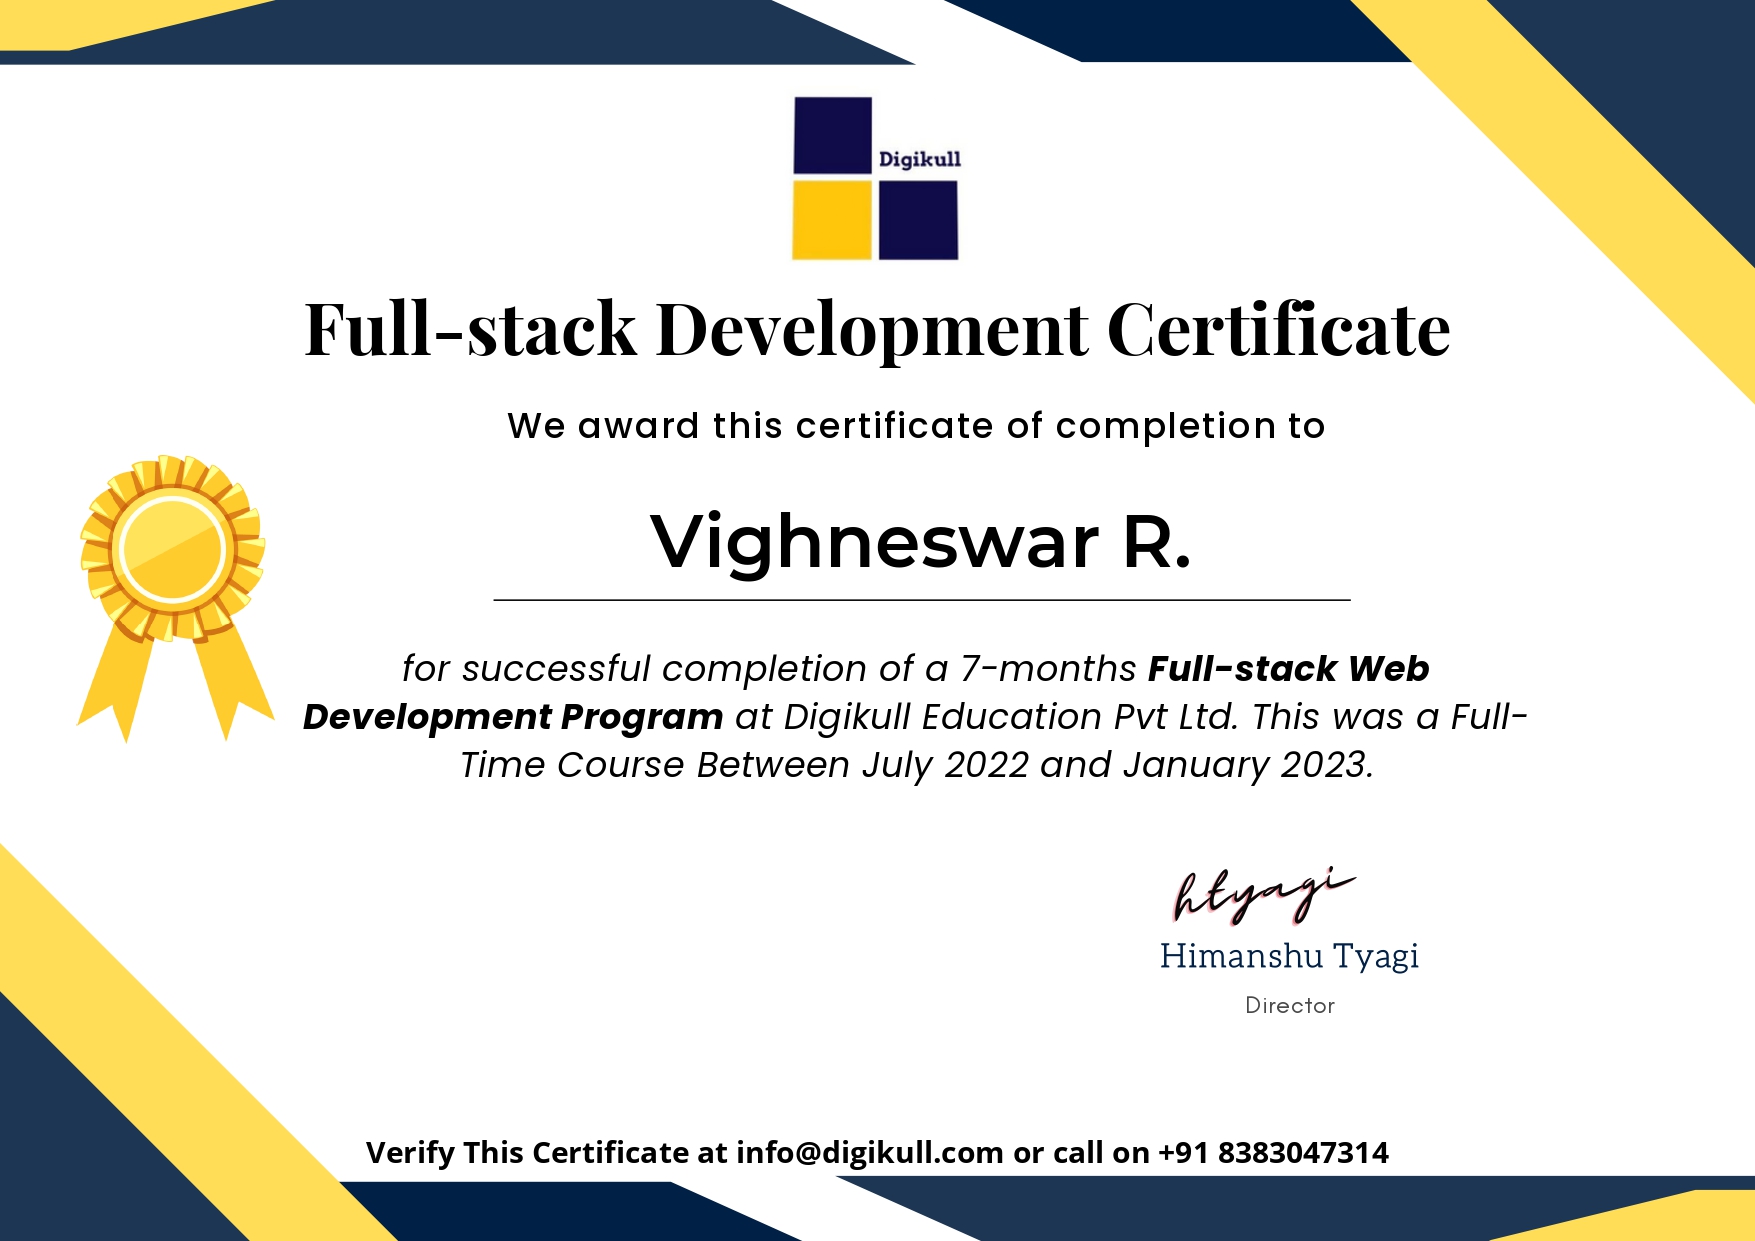 Digikull
Full-stack Development Certificate
We award this certificate of completion to
Vighneswar R.
for successful completion of a 7-months Full-stack Web
Development Program at Digikull Education Pvt Ltd. This was a Full-
Time Course Between July 2022 and January 2023.
htyagi
Himanshu Tyagi
Director
Verify This Certificate at info@digikull.com or call on +91 8383047314